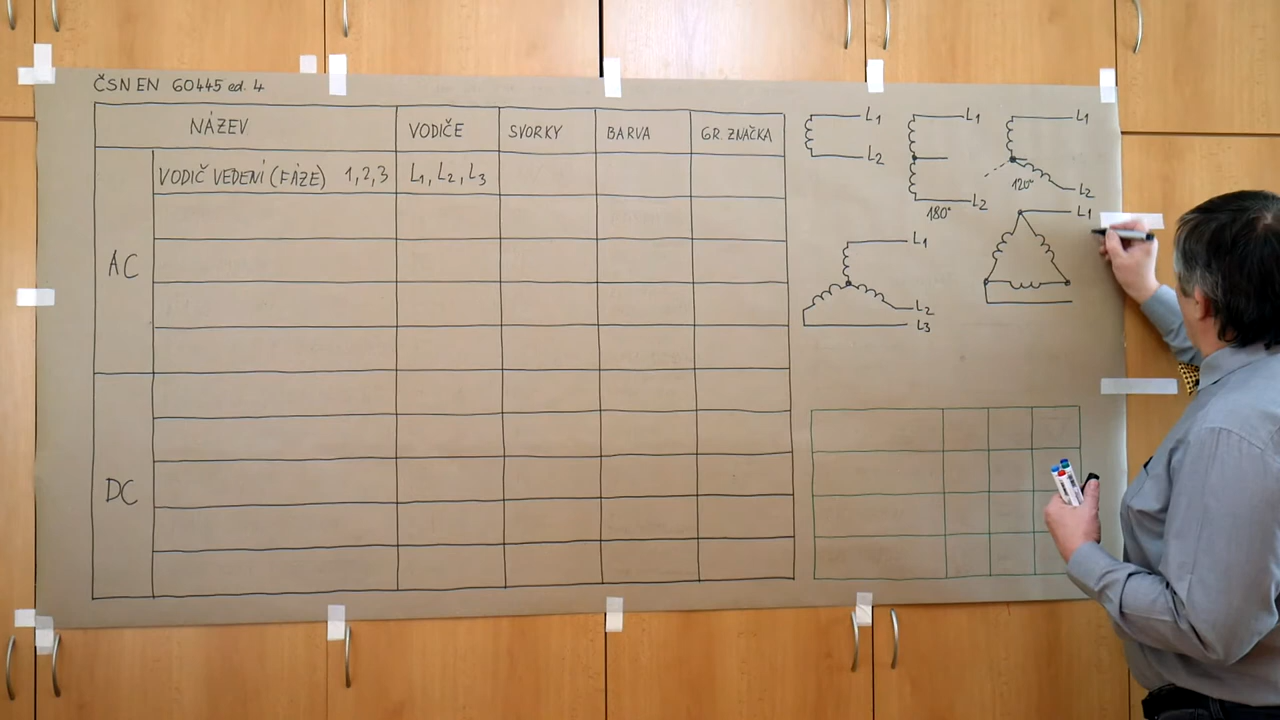 ČSN EN 60445 ed. 4
NÁZEV VODIČE SVORKY BARVA GR. ZNAČKA
AC
VODIČ VEDENÍ (FÁZE) 1,2,3 L1, L2, L3
DC
L1
L2
L1
L2
180°
L1
L2
120°
L1
L2
L3
L1